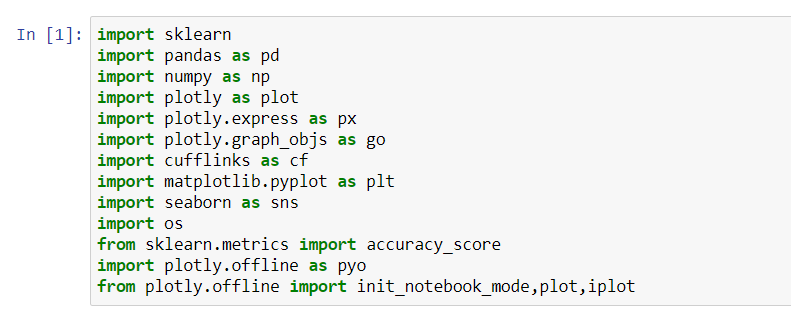 In [1]: import sklearn
import pandas as pd
import numpy as np
import plotly as plot
import plotly.express as px
import plotly.graph_objs as go
import cufflinks as cf
import matplotlib.pyplot as plt
import seaborn as sns
import os
from sklearn.metrics import accuracy_score
import plotly.offline as pyo
from plotly.offline import init_notebook_mode,plot,iplot